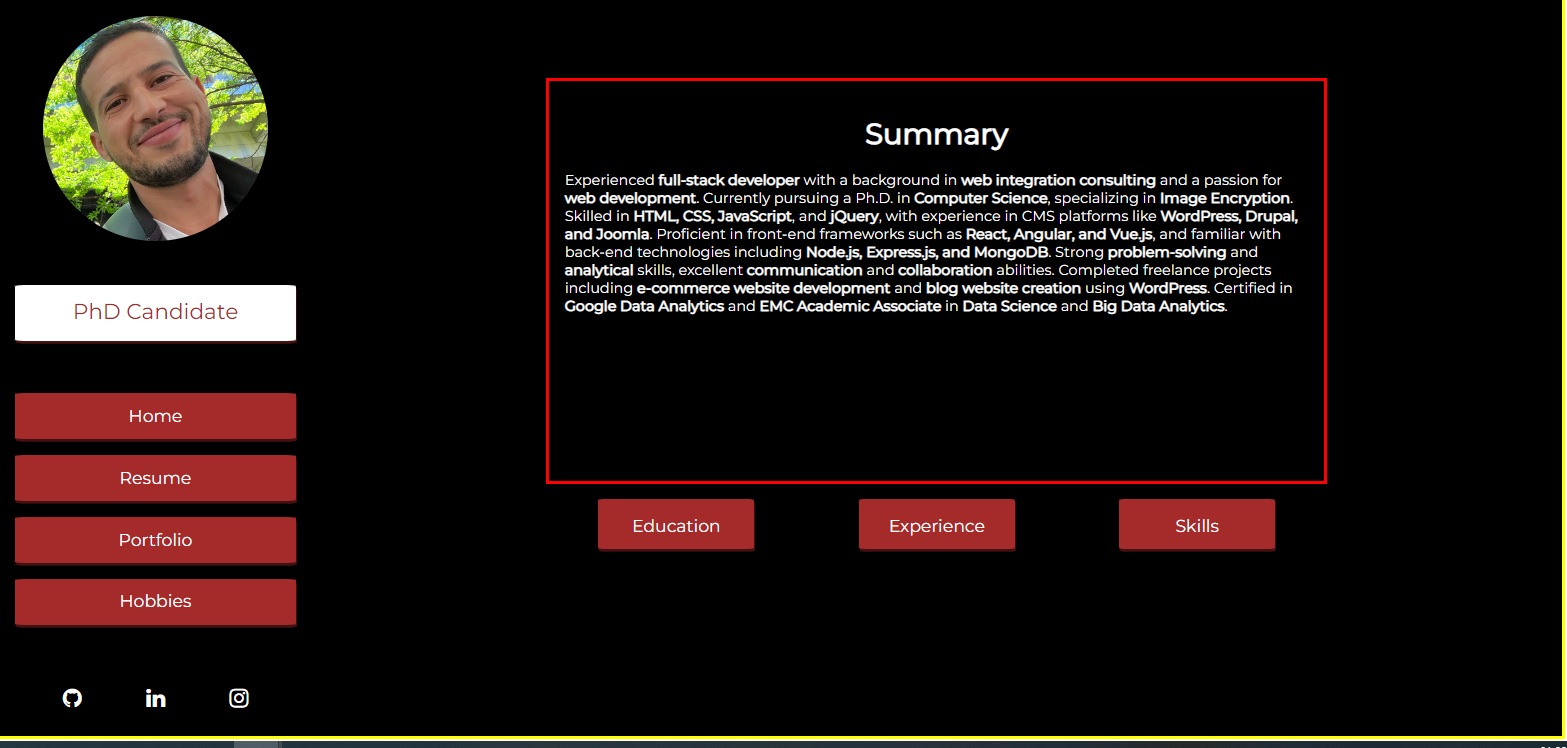 PhD Candidate
Home
Resume
Portfolio
Hobbies
Summary
Experienced full-stack developer with a background in web integration consulting and a passion for
web development. Currently pursuing a Ph.D. in Computer Science, specializing in Image Encryption.
Skilled in HTML, CSS, JavaScript, and jQuery, with experience in CMS platforms like WordPress, Drupal,
and Joomla. Proficient in front-end frameworks such as React, Angular, and Vue.js, and familiar with
back-end technologies including Node.js, Express.js, and MongoDB. Strong problem-solving and
analytical skills, excellent communication and collaboration abilities. Completed freelance projects
including e-commerce website development and blog website creation using WordPress. Certified in
Google Data Analytics and EMC Academic Associate in Data Science and Big Data Analytics.
Education
Experience
Skills